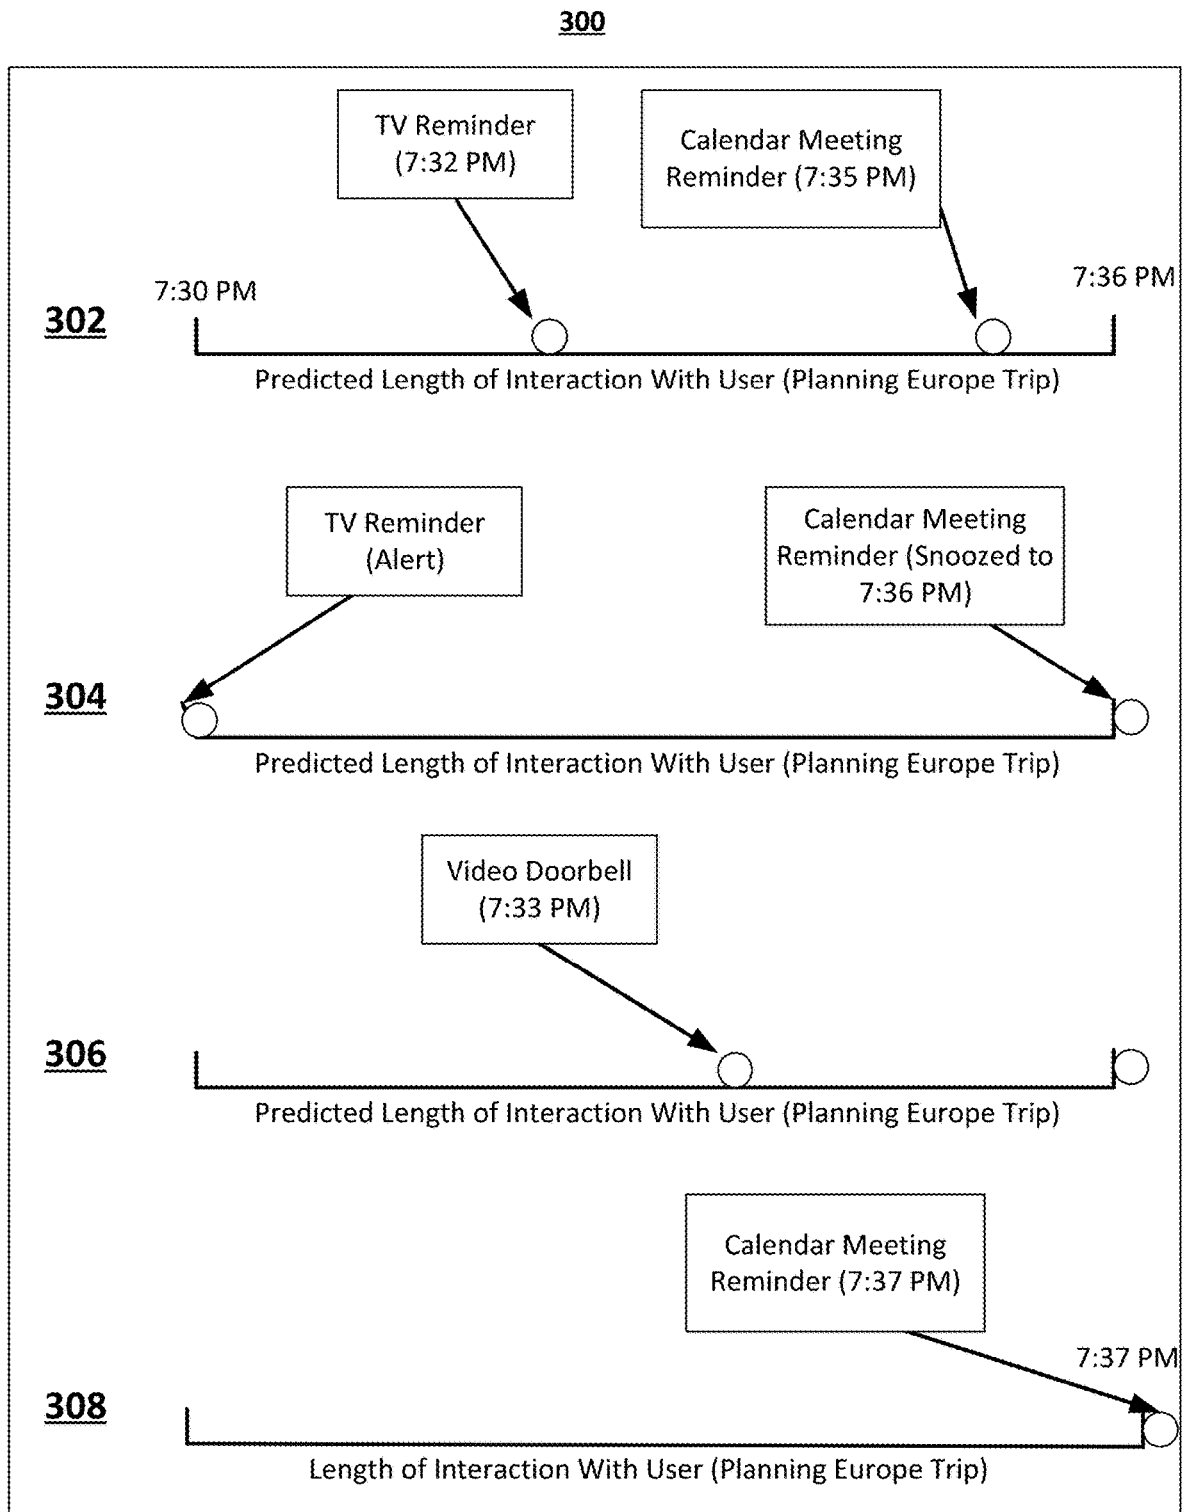 300
TV Reminder
(7:32 PM)
Calendar Meeting
Reminder (7:35 PM)
7:30 PM
7:36 PM
302
Predicted Length of Interaction With User (Planning Europe Trip)
TV Reminder
(Alert)
Calendar Meeting
Reminder (Snoozed to
7:36 PM)
304
Predicted Length of Interaction With User (Planning Europe Trip)
Video Doorbell
(7:33 PM)
306
Predicted Length of Interaction With User (Planning Europe Trip)
Calendar Meeting
Reminder (7:37 PM)
7:37 PM
308
Length of Interaction With User (Planning Europe Trip)